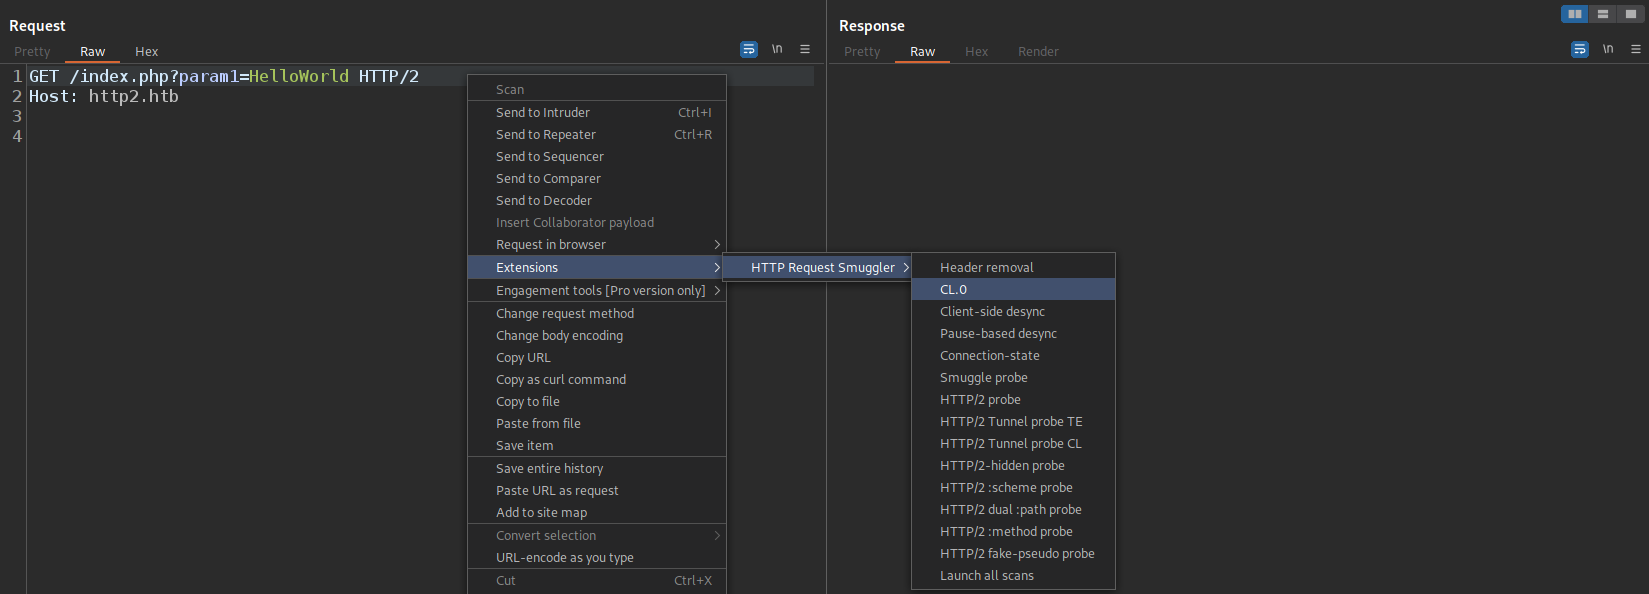 Request
Pretty Raw Hex
\n
1 GET /index.php?param1=HelloWorld HTTP/2
2 Host: http2.htb
3
4
Scan
Send to Intruder Ctrl+I
Send to Repeater Ctrl+R
Send to Sequencer
Send to Comparer
Send to Decoder
Insert Collaborator payload
Request in browser
Extensions
Engagement tools [Pro version only]
Change request method
Change body encoding
Copy URL
Copy as curl command
Copy to file
Paste from file
Save item
Save entire history
Paste URL as request
Add to site map
Convert selection
URL-encode as you type
Cut Ctrl+X
HTTP Request Smuggler
Header removal
CL.0
Client-side desync
Pause-based desync
Connection-state
Smuggle probe
HTTP/2 probe
HTTP/2 Tunnel probe TE
HTTP/2 Tunnel probe CL
HTTP/2-hidden probe
HTTP/2 :scheme probe
HTTP/2 dual :path probe
HTTP/2 :method probe
HTTP/2 fake-pseudo probe
Launch all scans
Response
Pretty Raw Hex Render
\n